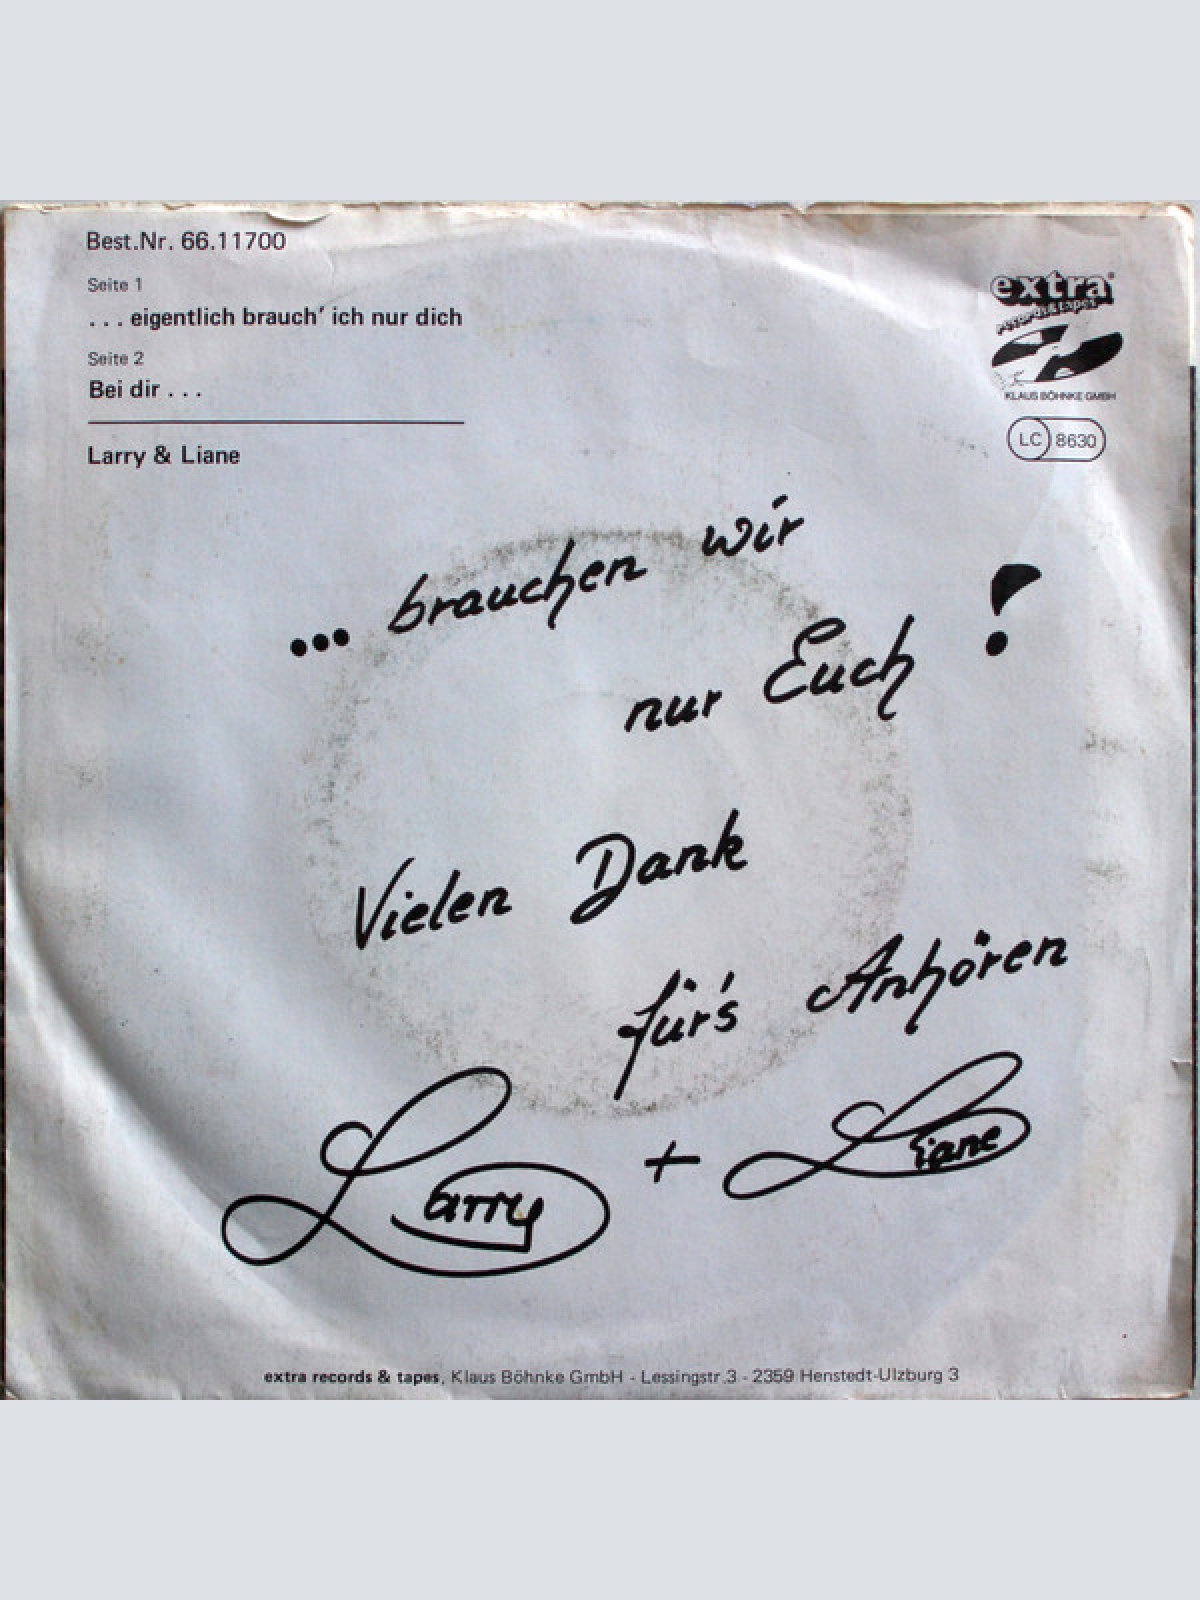 Best.Nr. 66.11700
Seite 1
. . . eigentlich brauch' ich nur dich
Seite 2
Bei dir . . .
Larry & Liane
extra
records & tapes
KLAUS BÖHNKE GMBH
LC 8630
... brauchen wir
nur Euch !
Vielen Dank
für's Anhören
Larry + Liane
extra records & tapes, Klaus Böhnke GmbH - Lessingstr.3 - 2359 Henstedt-Ulzburg 3